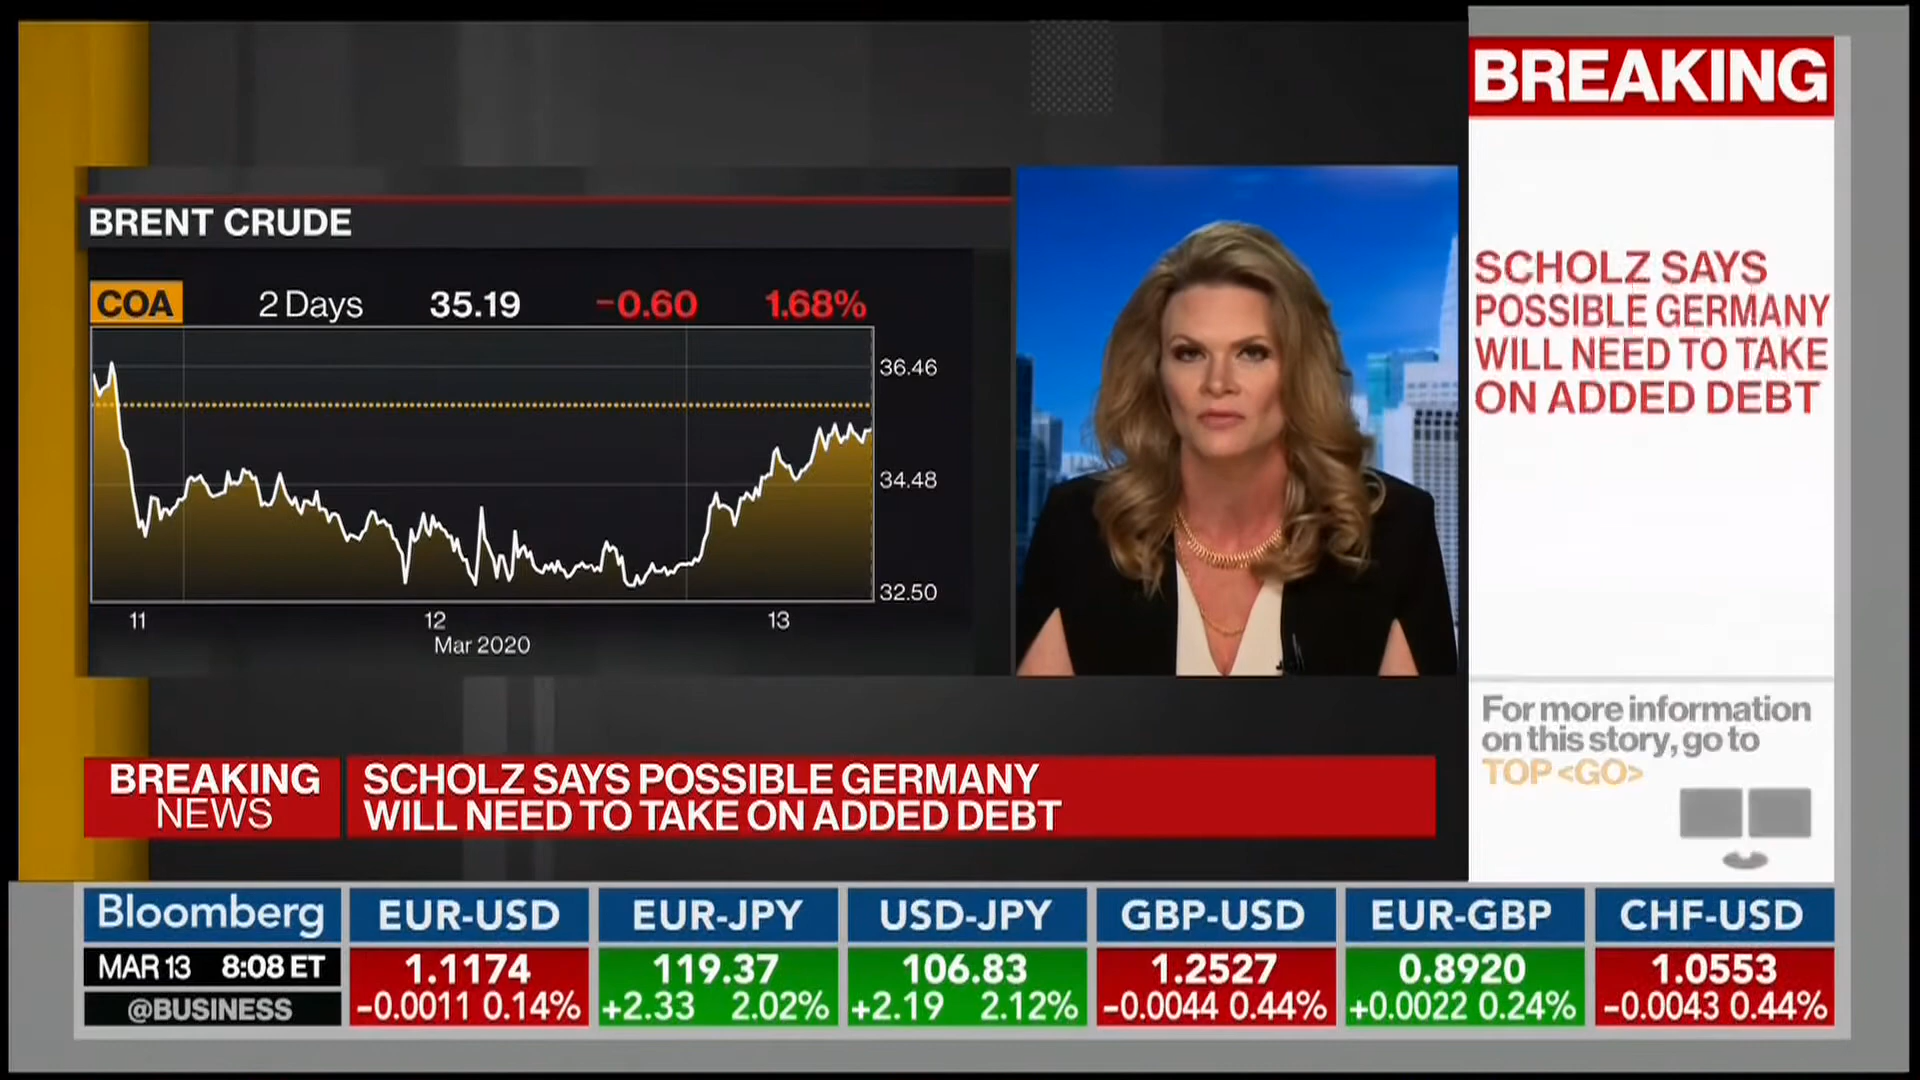 BREAKING
BRENT CRUDE
COA 2 Days 35.19 -0.60 1.68%
36.46
34.48
32.50
11 12 13
Mar 2020
SCHOLZ SAYS
POSSIBLE GERMANY
WILL NEED TO TAKE
ON ADDED DEBT
For more information
on this story, go to
TOP <GO>
BREAKING
NEWS
SCHOLZ SAYS POSSIBLE GERMANY
WILL NEED TO TAKE ON ADDED DEBT
Bloomberg EUR-USD EUR-JPY USD-JPY GBP-USD EUR-GBP CHF-USD
MAR 13 8:08 ET 1.1174 119.37 106.83 1.2527 0.8920 1.0553
@BUSINESS -0.0011 0.14% +2.33 2.02% +2.19 2.12% -0.0044 0.44% +0.0022 0.24% -0.0043 0.44%